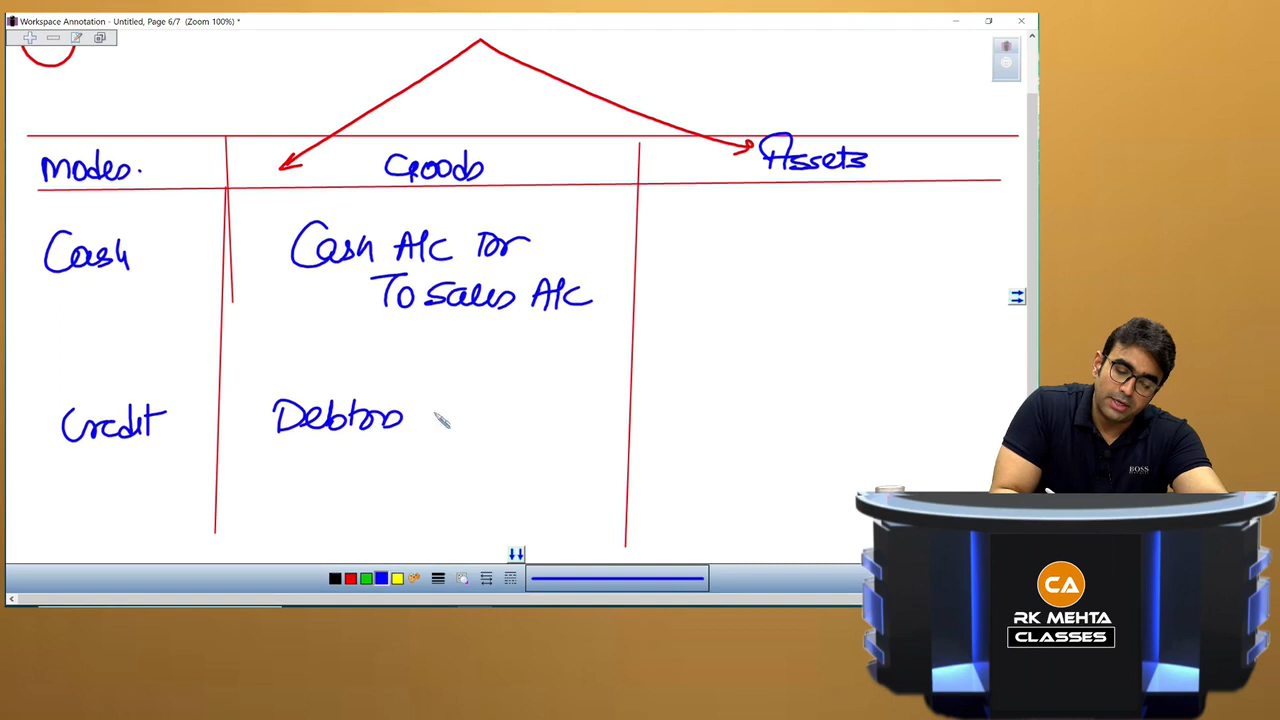 Workspace Annotation - Untitled, Page 6/7 (Zoom 100%) *
Modes. Goods Assets
Cash Cash A/c Dr
To Sales A/c
Credit Debtors
BOSS
CA
RK MEHTA
CLASSES